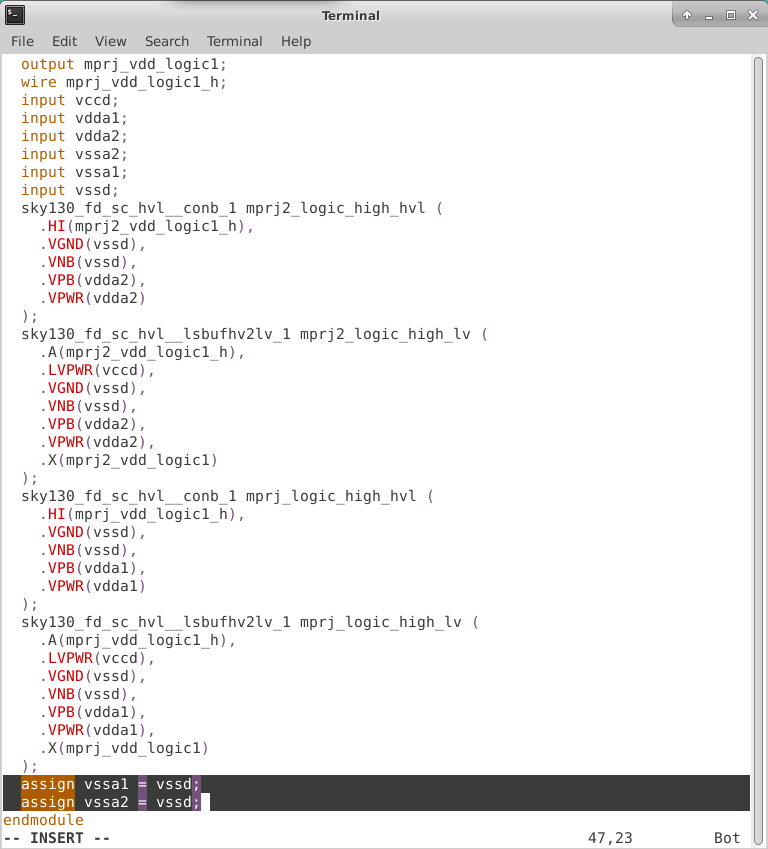 Terminal
File Edit View Search Terminal Help
output mprj_vdd_logic1;
wire mprj_vdd_logic1_h;
input vccd;
input vdda1;
input vdda2;
input vssa2;
input vssa1;
input vssd;
sky130_fd_sc_hvl__conb_1 mprj2_logic_high_hvl (
.HI(mprj2_vdd_logic1_h),
.VGND(vssd),
.VNB(vssd),
.VPB(vdda2),
.VPWR(vdda2)
);
sky130_fd_sc_hvl__lsbufhv2lv_1 mprj2_logic_high_lv (
.A(mprj2_vdd_logic1_h),
.LVPWR(vccd),
.VGND(vssd),
.VNB(vssd),
.VPB(vdda2),
.VPWR(vdda2),
.X(mprj2_vdd_logic1)
);
sky130_fd_sc_hvl__conb_1 mprj_logic_high_hvl (
.HI(mprj_vdd_logic1_h),
.VGND(vssd),
.VNB(vssd),
.VPB(vdda1),
.VPWR(vdda1)
);
sky130_fd_sc_hvl__lsbufhv2lv_1 mprj_logic_high_lv (
.A(mprj_vdd_logic1_h),
.LVPWR(vccd),
.VGND(vssd),
.VNB(vssd),
.VPB(vdda1),
.VPWR(vdda1),
.X(mprj_vdd_logic1)
);
assign vssa1 = vssd;
assign vssa2 = vssd;
endmodule
-- INSERT -- 47,23 Bot